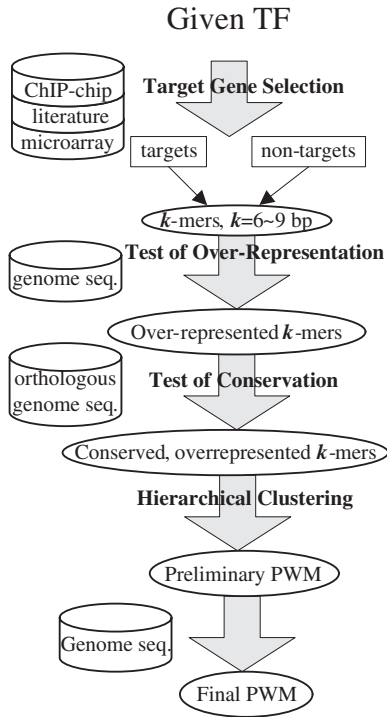 Given TF
ChIP-chip
literature
microarray
Target Gene Selection
targets
non-targets
k-mers, k=6~9 bp
Test of Over-Representation
genome seq.
Over-represented k-mers
orthologous
genome seq.
Test of Conservation
Conserved, overrepresented k-mers
Hierarchical Clustering
Preliminary PWM
Genome seq.
Final PWM